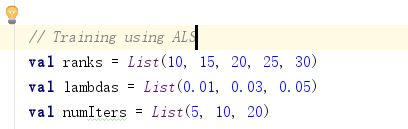 // Training using ALS
val ranks = List(10, 15, 20, 25, 30)
val lambdas = List(0.01, 0.03, 0.05)
val numIters = List(5, 10, 20)